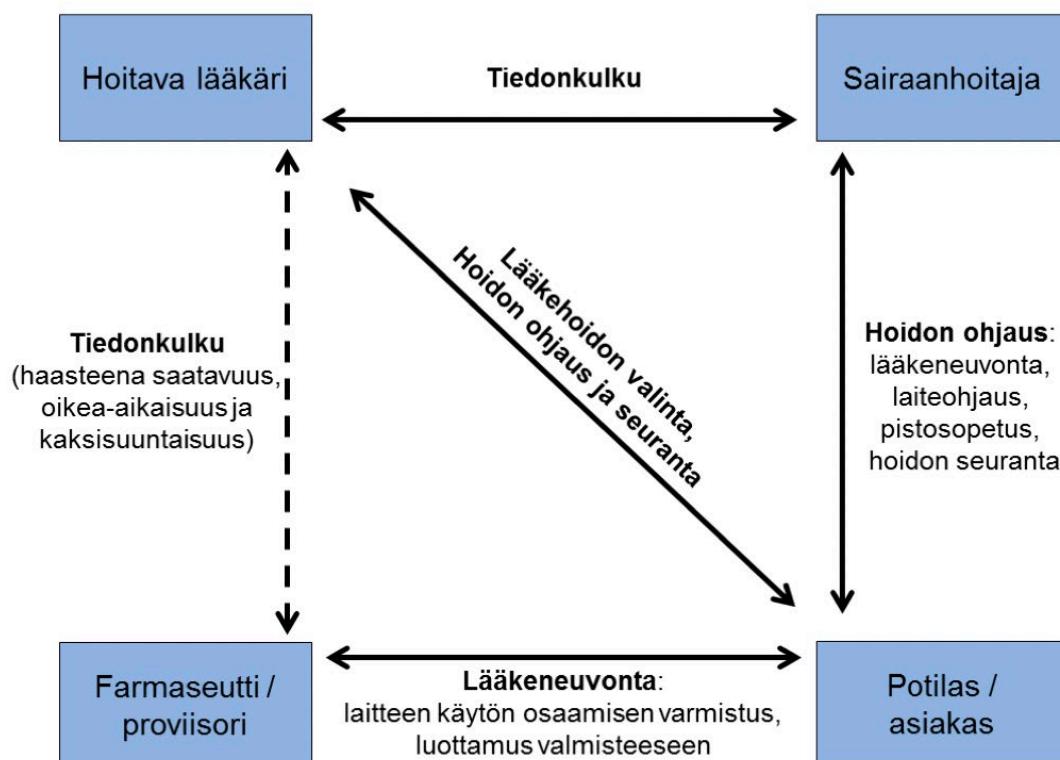 Hoitava lääkäri
Tiedonkulku
Sairaanhoitaja
Lääkehoidon valinta,
Hoidon ohjaus ja seuranta
Tiedonkulku
(haasteena saatavuus,
oikea-aikaisuus ja
kaksisuuntaisuus)
Hoidon ohjaus:
lääkeneuvonta,
laiteohjaus,
pistosopetus,
hoidon seuranta
Farmaseutti /
proviisori
Lääkeneuvonta:
laitteen käytön osaamisen varmistus,
luottamus valmisteeseen
Potilas /
asiakas